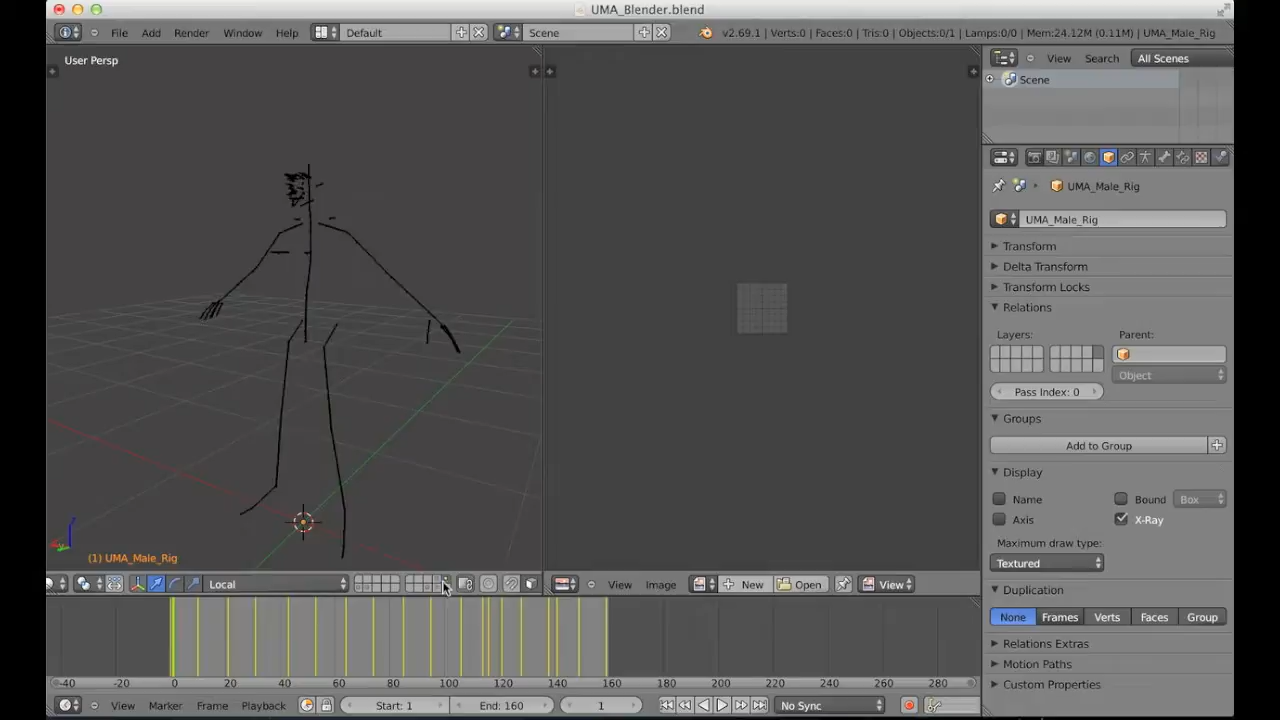 UMA_Blender.blend
File Add Render Window Help Default Scene v2.69.1 | Verts:0 | Faces:0 | Tris:0 | Objects:0/1 | Lamps:0/0 | Mem:24.12M (0.11M) | UMA_Male_Rig
User Persp
View Search All Scenes
Scene
UMA_Male_Rig
UMA_Male_Rig
Transform
Delta Transform
Transform Locks
Relations
Layers: Parent:
Object
Pass Index: 0
Groups
Add to Group
Display
Name Bound Box
Axis X-Ray
Maximum draw type:
Textured
Duplication
None Frames Verts Faces Group
Relations Extras
Motion Paths
Custom Properties
(1) UMA_Male_Rig
Local View Image New Open View
-40 -20 0 20 40 60 80 100 120 140 160 180 200 220 240 260 280
View Marker Frame Playback Start: 1 End: 160 1 No Sync